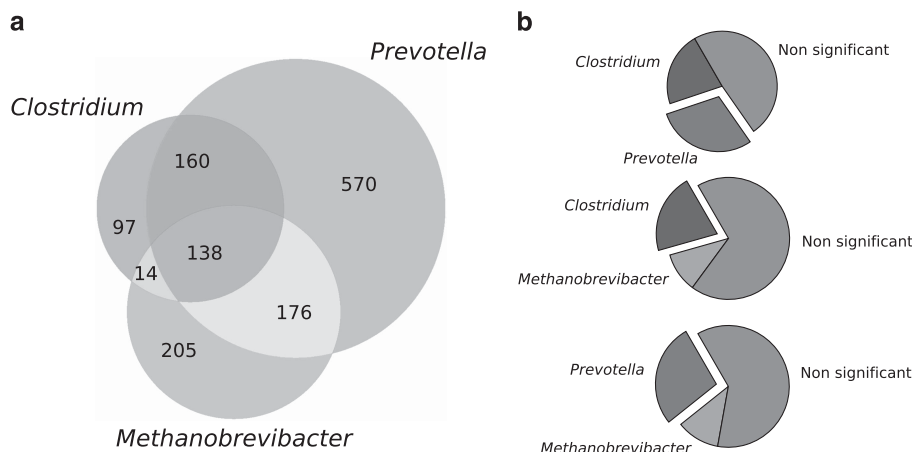 a
Prevotella
Clostridium
160
570
97
138
14
176
205
Methanobrevibacter
b
Non significant
Clostridium
Prevotella
Clostridium
Non significant
Methanobrevibacter
Prevotella
Non significant
Methanobrevibacter